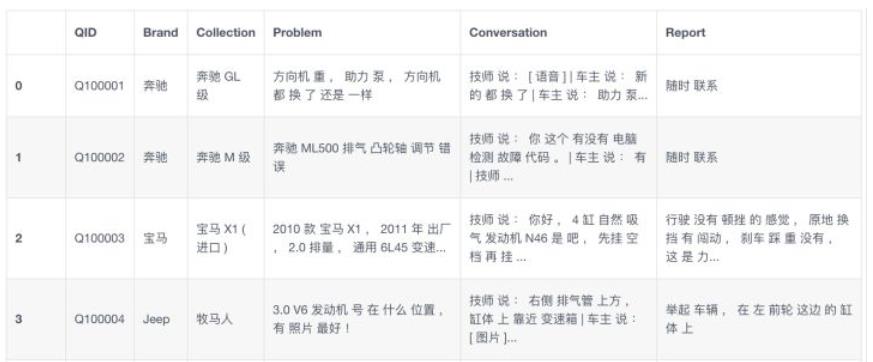 QID Brand Collection Problem Conversation Report
0 Q100001 奔驰 奔驰 GL 级 方向机 重 ， 助力 泵 ， 方向机 都 换 了 还是 一样 技师 说 ： [ 语音 ] | 车主 说 ： 新 的 都 换 了 | 车主 说 ： 助力 泵... 随时 联系
1 Q100002 奔驰 奔驰 M 级 奔驰 ML500 排气 凸轮轴 调节 错误 技师 说 ： 你 这个 有没有 电脑 检测 故障 代码 。 | 车主 说 ： 有 | 技师 ... 随时 联系
2 Q100003 宝马 宝马 X1 ( 进口 ) 2010 款 宝马 X1 ， 2011 年 出厂 ， 2.0 排量 ， 通用 6L45 变速... 技师 说 ： 你好 ， 4 缸 自然 吸气 发动机 N46 是 吧 ， 先挂 空档 再 挂 ... 行驶 没有 顿挫 的 感觉 ， 原地 换挡 有 闯动 ， 刹车 踩 重 没有 ， 这 是 力...
3 Q100004 Jeep 牧马人 3.0 V6 发动机 号 在 什么 位置 ， 有 照片 最好 ！ 技师 说 ： 右侧 排气管 上方 ， 缸体 上 靠近 变速箱 | 车主 说 ： [ 图片 ]... 举起 车辆 ， 在 左 前轮 这边 的 缸体 上